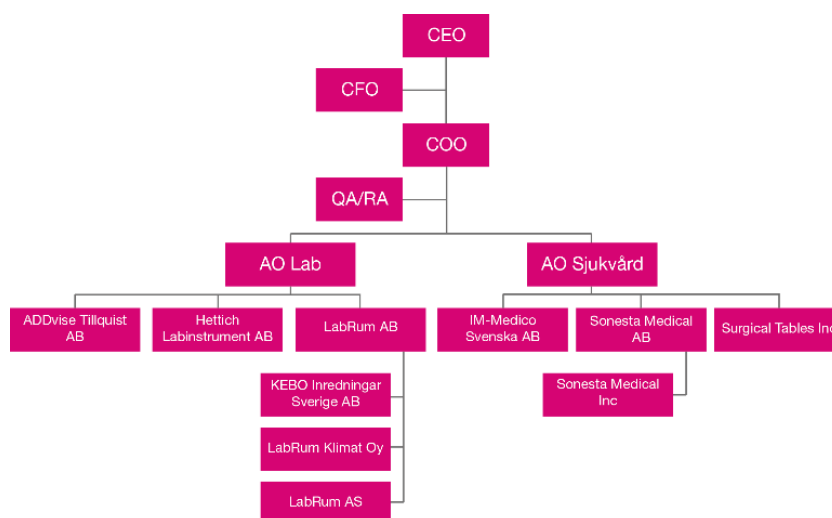 CEO
CFO
COO
QA/RA
AO Lab
AO Sjukvård
ADDvise Tillquist
AB
Hettich
Labinstrument AB
LabRum AB
IM-Medico
Svenska AB
Sonesta Medical
AB
Surgical Tables Inc
KEBO Inredningar
Sverige AB
Sonesta Medical
Inc
LabRum Klimat Oy
LabRum AS